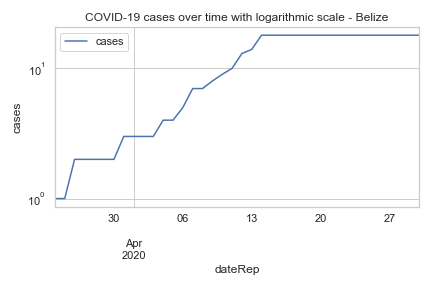 COVID-19 cases over time with logarithmic scale - Belize
cases
10¹
cases
10⁰
30 06 13 20 27
Apr
2020
dateRep